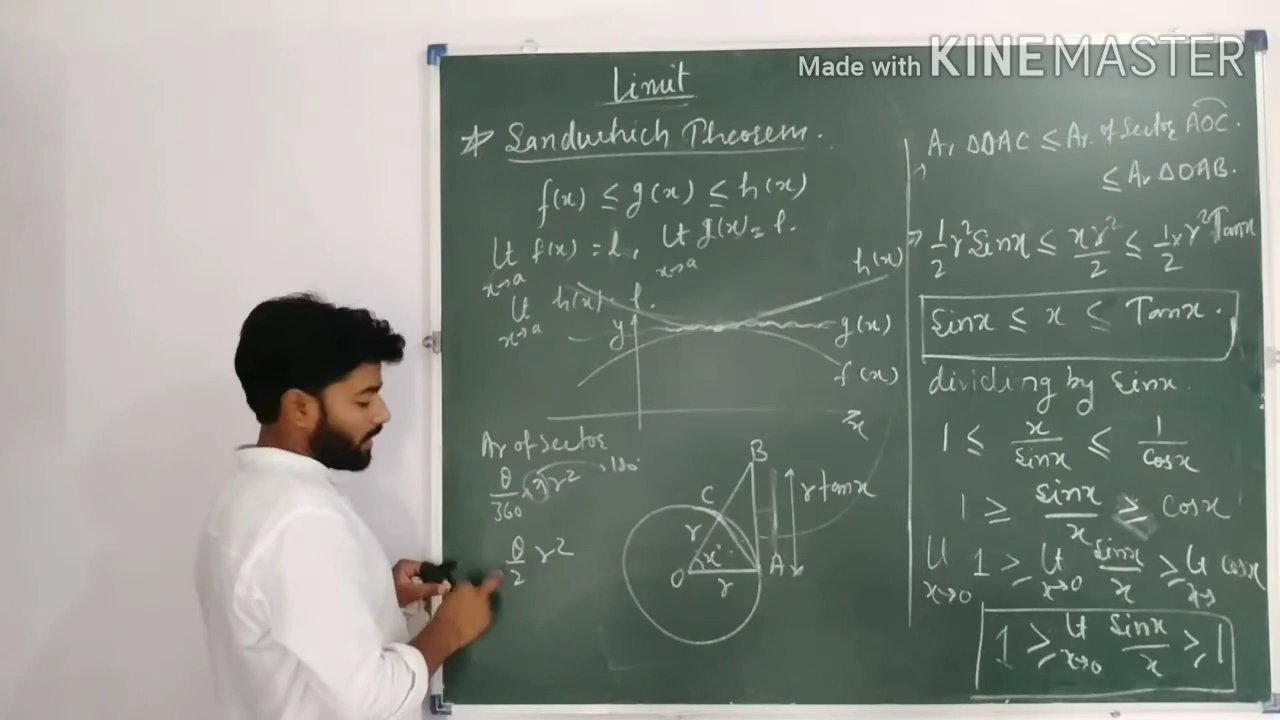 Made with KINEMASTER
Limit
* Sandwhich Theorem.
f(x) ≤ g(x) ≤ h(x)
Lt x→a f(x) = l, Lt x→a g(x) = l.
Lt x→a h(x) = l.
h(x)
y
g(x)
f(x)
x
Ar of sector
θ/360 × π r² 180°
θ/2 r²
B
C
r tanx
r
x°
O
A
r
Ar ΔOAC ≤ Ar. of sector AOC.
≤ Ar ΔOAB.
→ 1/2 r² Sinx ≤ xr²/2 ≤ 1/2 r r² Tanx
Sinx ≤ x ≤ Tanx.
dividing by Sinx.
1 ≤ x/Sinx ≤ 1/Cosx
1 ≥ Sinx/x ≥ Cosx
Lt x→0 1 ≥ Lt x→0 Sinx/x ≥ Lt x→ Cosx
1 ≥ Lt x→0 Sinx/x ≥ 1